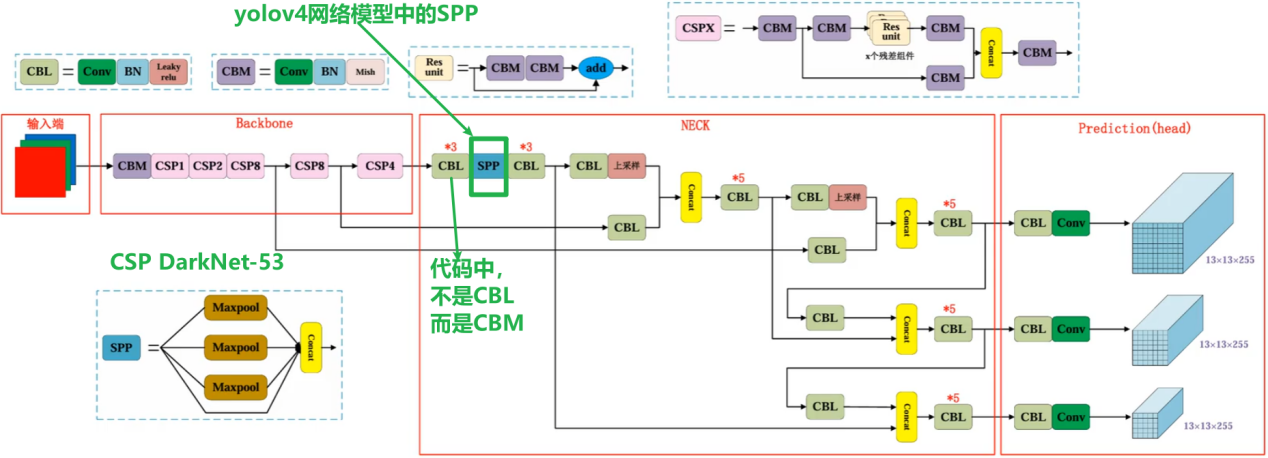 yolov4网络模型中的SPP
CBL = Conv BN Leaky relu
CBM = Conv BN Mish
Res unit = CBM CBM add
CSPX = CBM CBM Res unit CBM Concat CBM
x个残差组件
CBM
输入端
Backbone
NECK
Prediction(head)
CBM CSP1 CSP2 CSP8 CSP8 CSP4
*3 *3
CBL SPP CBL CBL 上采样
Concat
*5
CBL
CBL 上采样
Concat
*5
CBL
CBL Conv
13×13×255
CBL
CBL
CSP DarkNet-53
代码中,
不是CBL
而是CBM
CBL
Concat
*5
CBL
CBL Conv
13×13×255
SPP =
Maxpool
Maxpool
Maxpool
Concat
CBL
Concat
*5
CBL
CBL Conv
13×13×255